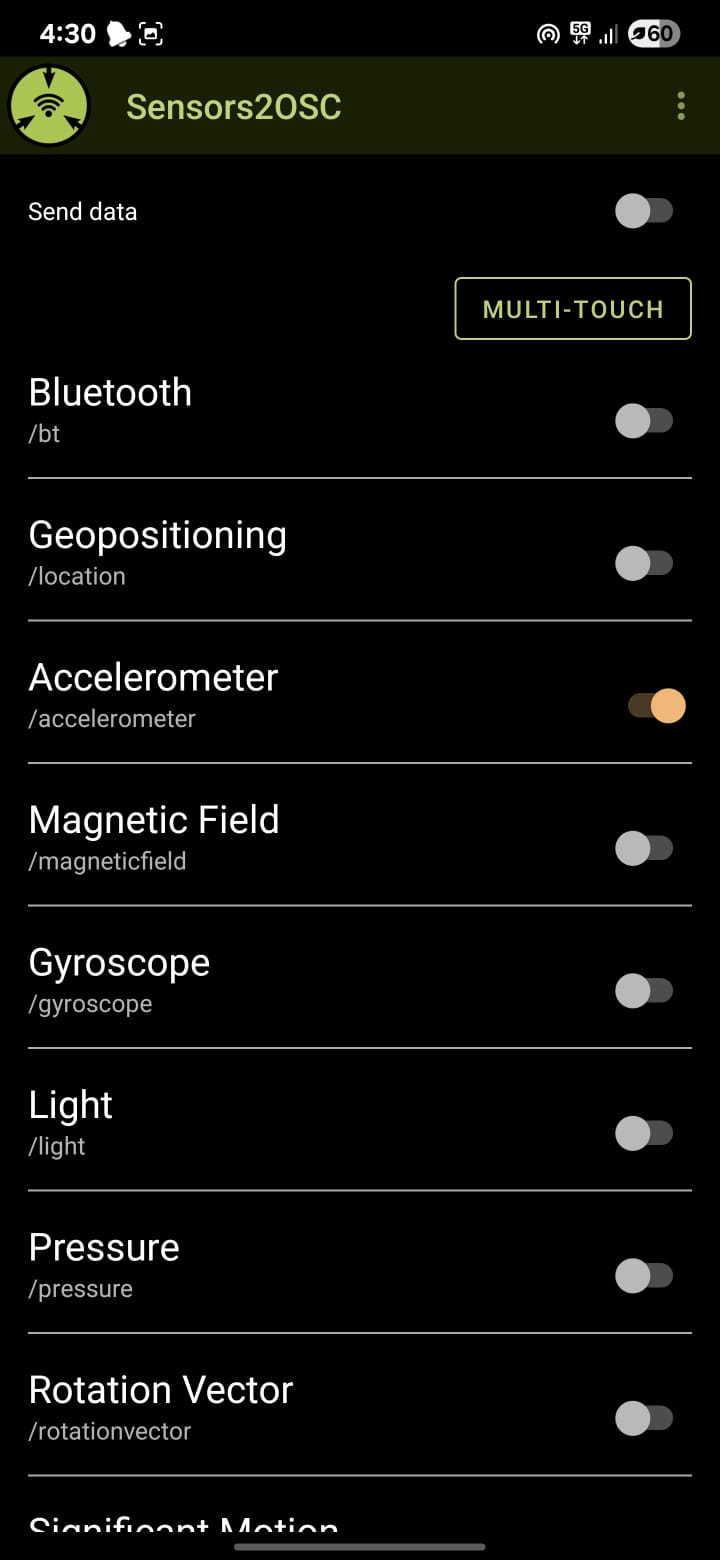 4:30
5G
60
Sensors2OSC
Send data
MULTI-TOUCH
Bluetooth
/bt
Geopositioning
/location
Accelerometer
/accelerometer
Magnetic Field
/magneticfield
Gyroscope
/gyroscope
Light
/light
Pressure
/pressure
Rotation Vector
/rotationvector
Significant Motion